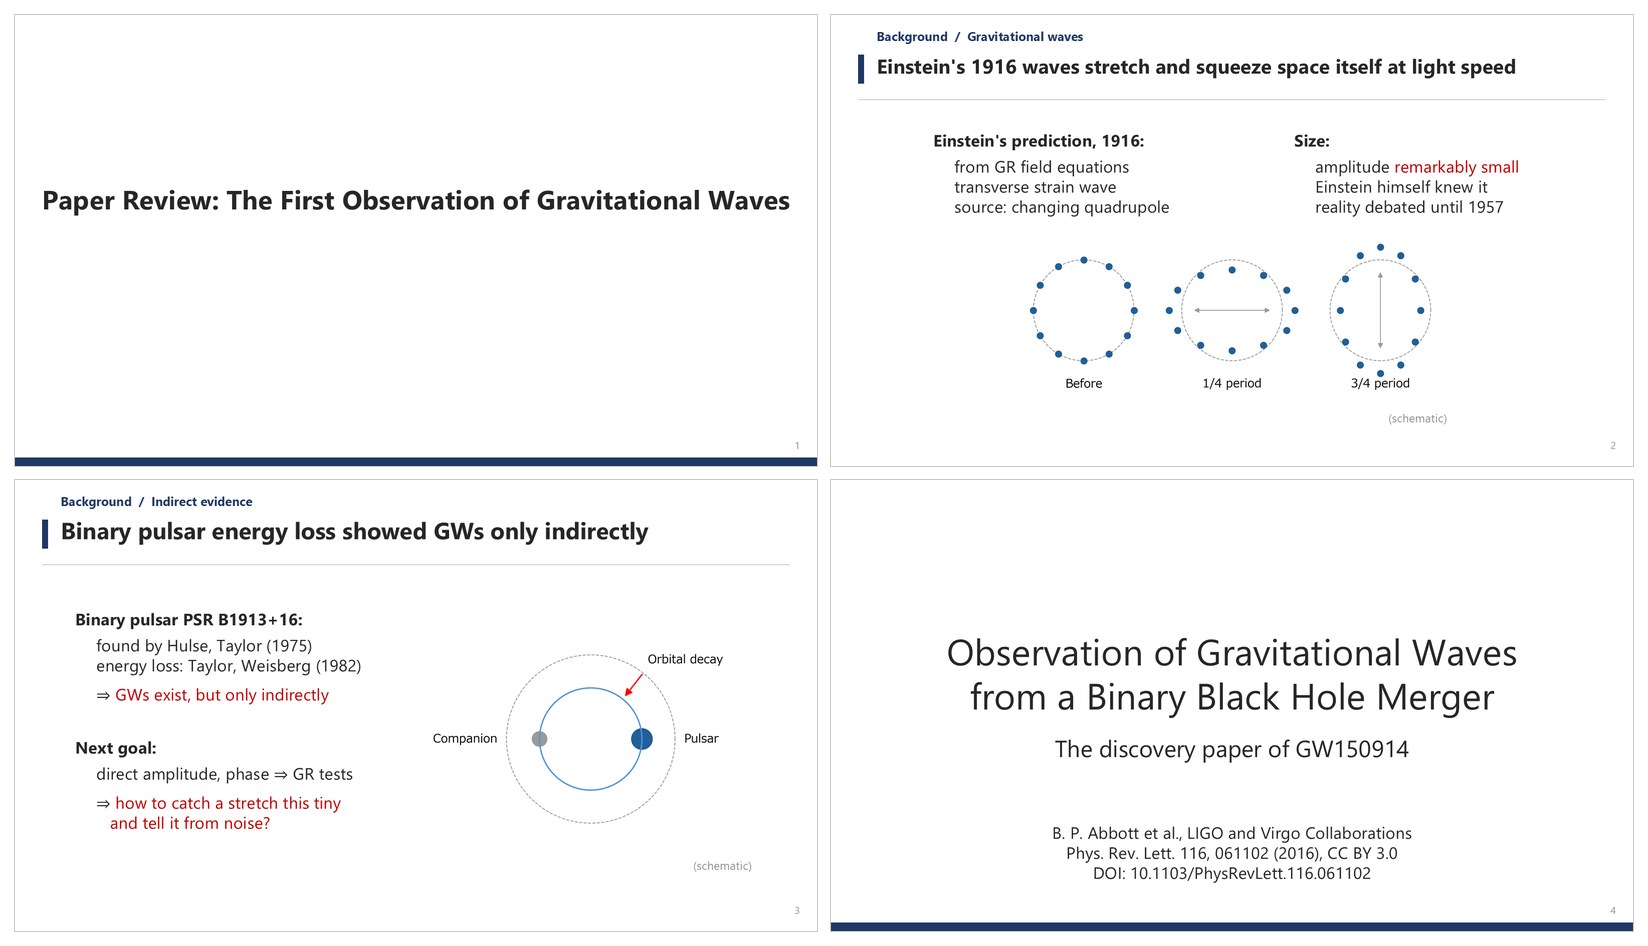 Paper Review: The First Observation of Gravitational Waves
1
Background / Gravitational waves
Einstein's 1916 waves stretch and squeeze space itself at light speed
Einstein's prediction, 1916:
from GR field equations
transverse strain wave
source: changing quadrupole
Size:
amplitude remarkably small
Einstein himself knew it
reality debated until 1957
Before
1/4 period
3/4 period
(schematic)
2
Background / Indirect evidence
Binary pulsar energy loss showed GWs only indirectly
Binary pulsar PSR B1913+16:
found by Hulse, Taylor (1975)
energy loss: Taylor, Weisberg (1982)
⇒ GWs exist, but only indirectly
Next goal:
direct amplitude, phase ⇒ GR tests
⇒ how to catch a stretch this tiny
and tell it from noise?
Orbital decay
Companion
Pulsar
(schematic)
3
Observation of Gravitational Waves
from a Binary Black Hole Merger
The discovery paper of GW150914
B. P. Abbott et al., LIGO and Virgo Collaborations
Phys. Rev. Lett. 116, 061102 (2016), CC BY 3.0
DOI: 10.1103/PhysRevLett.116.061102
4